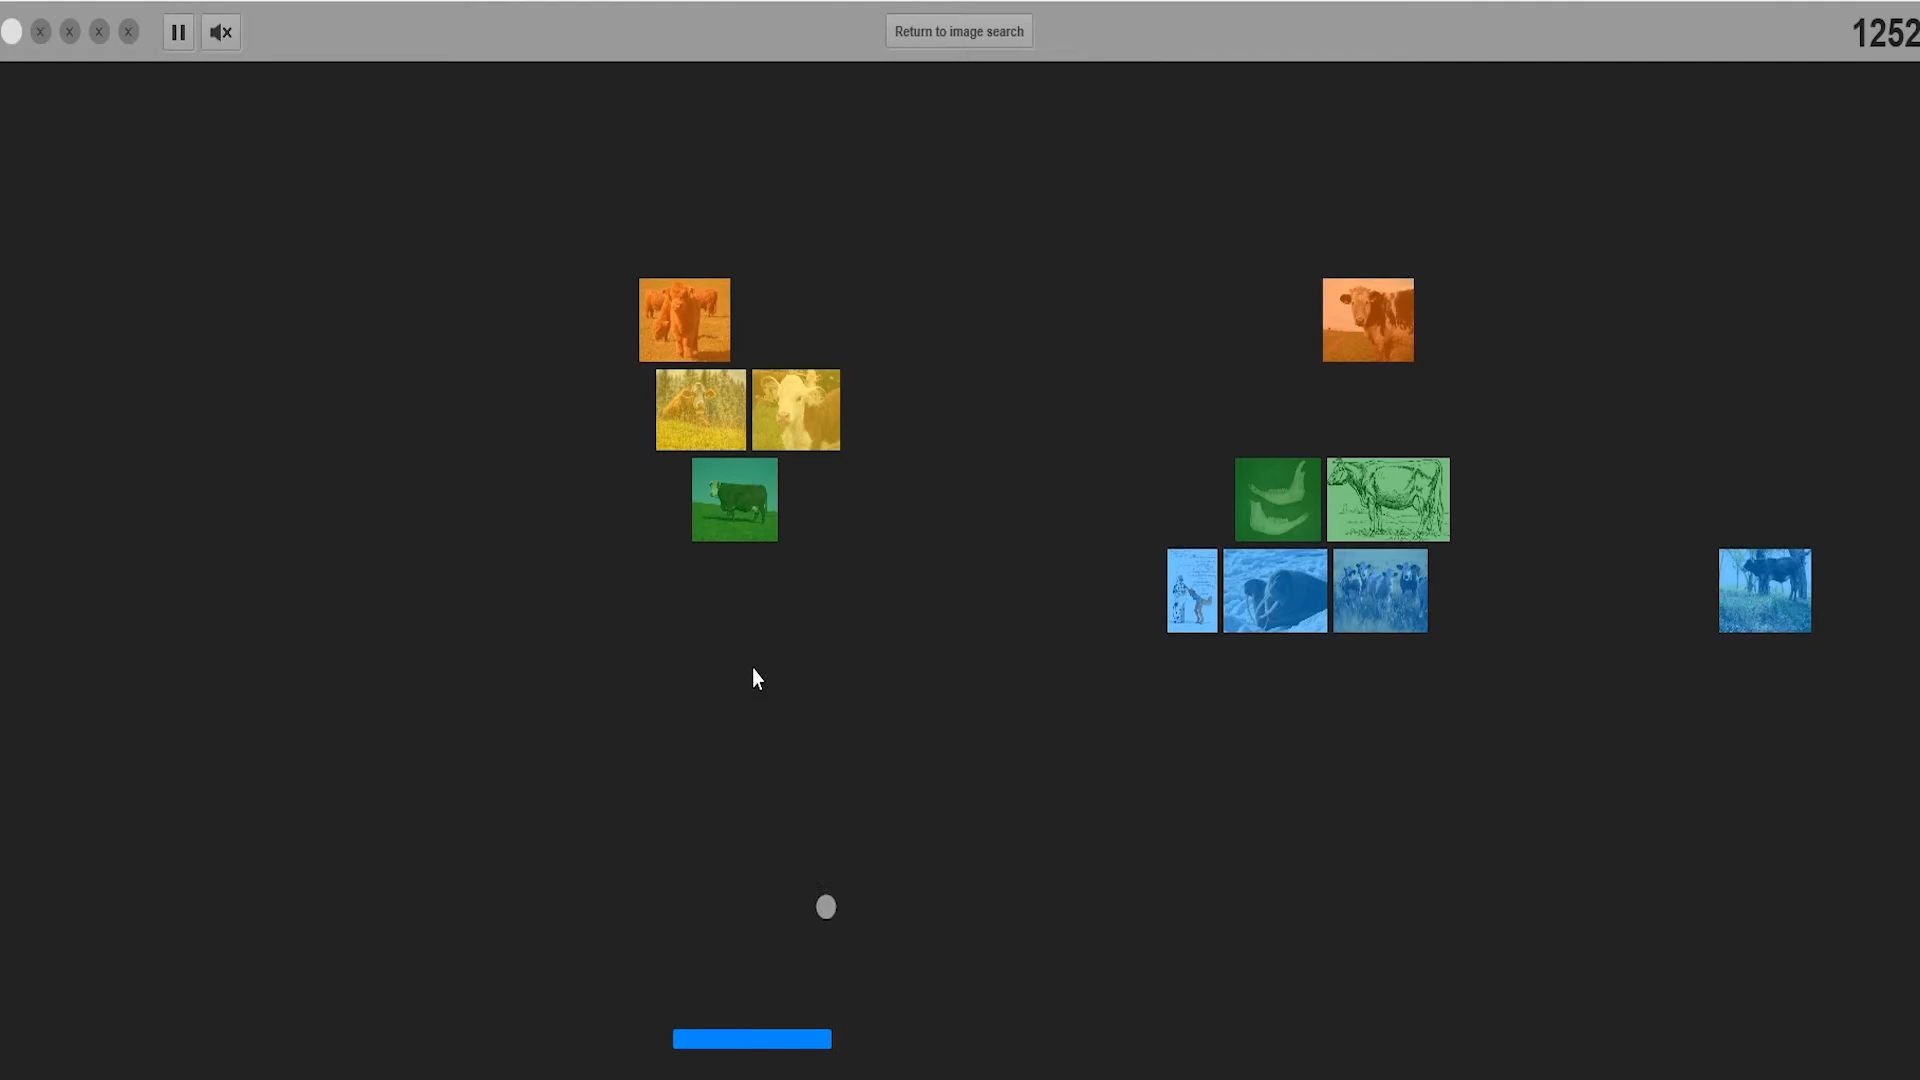 x x x x
Return to image search
1252